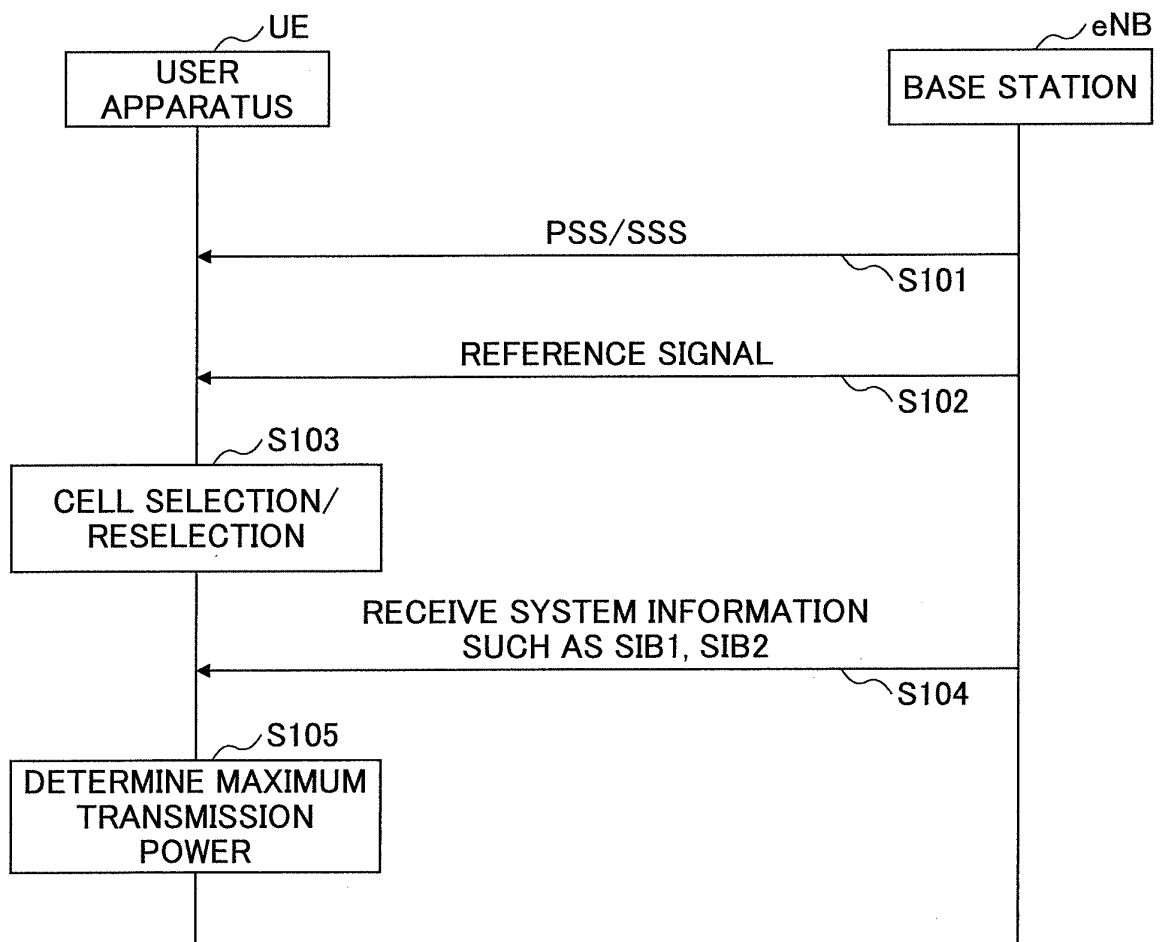 UE
eNB
USER
APPARATUS
BASE STATION
PSS/SSS
S101
REFERENCE SIGNAL
S102
S103
CELL SELECTION/
RESELECTION
RECEIVE SYSTEM INFORMATION
SUCH AS SIB1, SIB2
S104
S105
DETERMINE MAXIMUM
TRANSMISSION
POWER